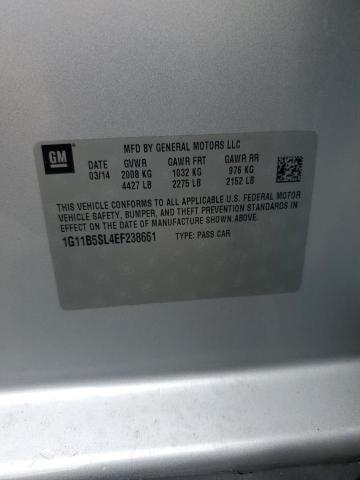 GM
MFD BY GENERAL MOTORS LLC
DATE GVWR GAWR FRT GAWR RR
03/14 2008 KG 1032 KG 976 KG
4427 LB 2275 LB 2152 LB
THIS VEHICLE CONFORMS TO ALL APPLICABLE U.S. FEDERAL MOTOR
VEHICLE SAFETY, BUMPER, AND THEFT PREVENTION STANDARDS IN
EFFECT ON THE DATE OF MANUFACTURE SHOWN ABOVE.
1G11B5SL4EF238661 TYPE: PASS CAR